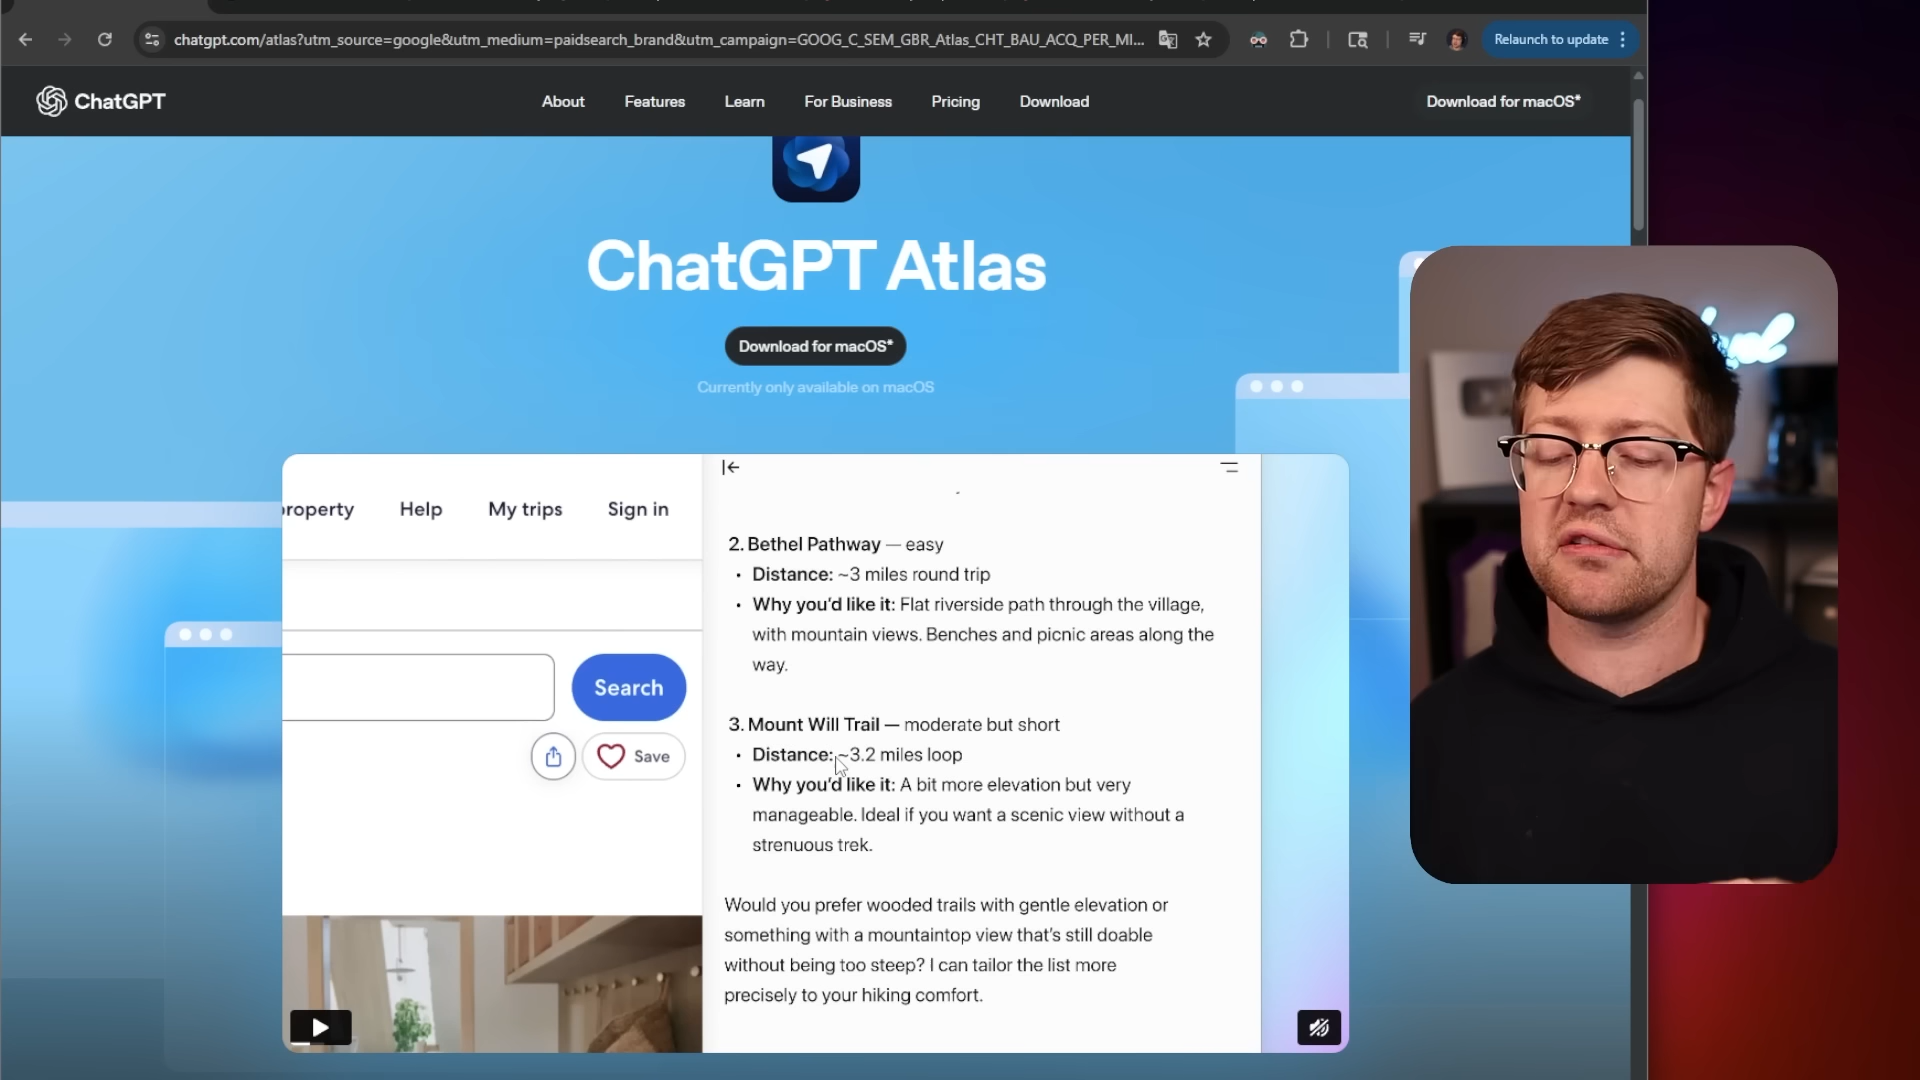 chatgpt.com/atlas?utm_source=google&utm_medium=paidsearch_brand&utm_campaign=GOOG_C_SEM_GBR_Atlas_CHT_BAU_ACQ_PER_MI...
Relaunch to update
ChatGPT
About
Features
Learn
For Business
Pricing
Download
Download for macOS*
ChatGPT Atlas
Download for macOS*
Currently only available on macOS
property
Help
My trips
Sign in
Search
Save
2. Bethel Pathway — easy
• Distance: ~3 miles round trip
• Why you'd like it: Flat riverside path through the village,
with mountain views. Benches and picnic areas along the
way.
3. Mount Will Trail — moderate but short
• Distance: ~3.2 miles loop
• Why you'd like it: A bit more elevation but very
manageable. Ideal if you want a scenic view without a
strenuous trek.
Would you prefer wooded trails with gentle elevation or
something with a mountaintop view that's still doable
without being too steep? I can tailor the list more
precisely to your hiking comfort.